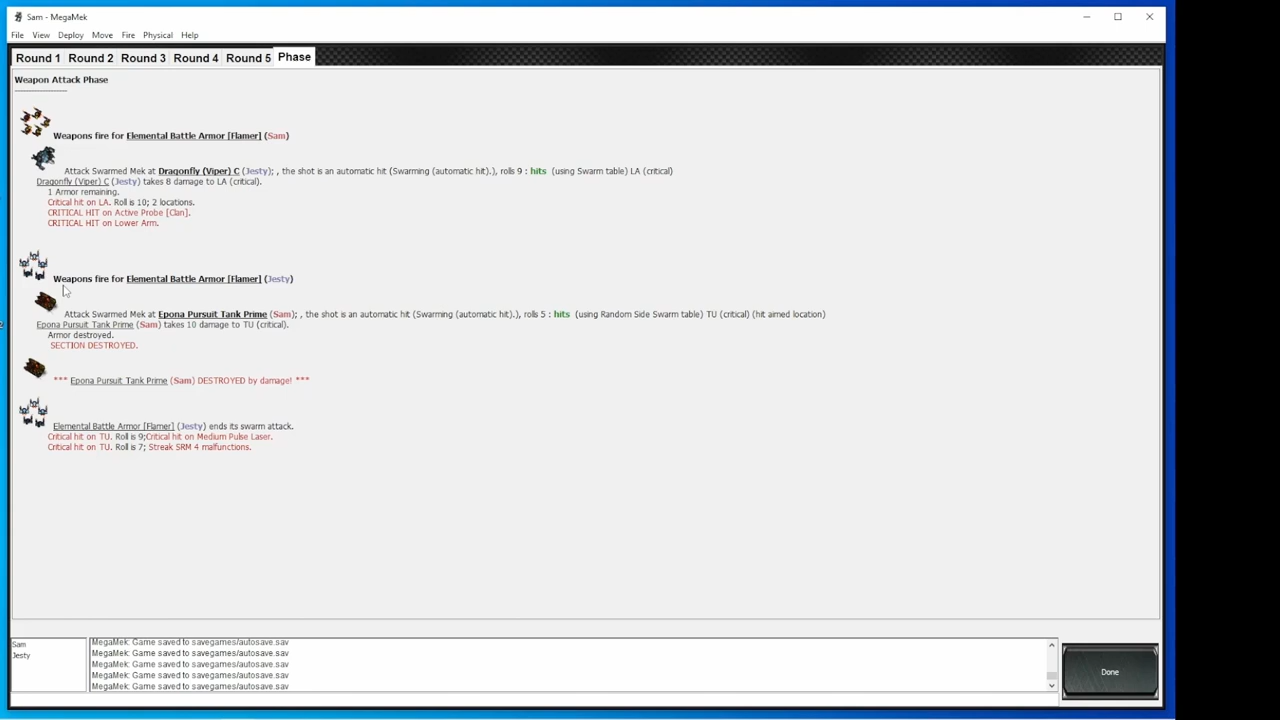 Sam - MegaMek
File View Deploy Move Fire Physical Help
Round 1 Round 2 Round 3 Round 4 Round 5 Phase
Weapon Attack Phase
--------------------
Weapons fire for Elemental Battle Armor [Flamer] (Sam)
Attack Swarmed Mek at Dragonfly (Viper) C (Jesty); , the shot is an automatic hit (Swarming (automatic hit).), rolls 9 : hits (using Swarm table) LA (critical)
Dragonfly (Viper) C (Jesty) takes 8 damage to LA (critical).
1 Armor remaining.
Critical hit on LA. Roll is 10; 2 locations.
CRITICAL HIT on Active Probe [Clan].
CRITICAL HIT on Lower Arm.
Weapons fire for Elemental Battle Armor [Flamer] (Jesty)
Attack Swarmed Mek at Epona Pursuit Tank Prime (Sam); , the shot is an automatic hit (Swarming (automatic hit).), rolls 5 : hits (using Random Side Swarm table) TU (critical) (hit aimed location)
Epona Pursuit Tank Prime (Sam) takes 10 damage to TU (critical).
Armor destroyed.
SECTION DESTROYED.
*** Epona Pursuit Tank Prime (Sam) DESTROYED by damage! ***
Elemental Battle Armor [Flamer] (Jesty) ends its swarm attack.
Critical hit on TU. Roll is 9;Critical hit on Medium Pulse Laser.
Critical hit on TU. Roll is 7; Streak SRM 4 malfunctions.
Sam
Jesty
MegaMek: Game saved to savegames/autosave.sav
MegaMek: Game saved to savegames/autosave.sav
MegaMek: Game saved to savegames/autosave.sav
MegaMek: Game saved to savegames/autosave.sav
MegaMek: Game saved to savegames/autosave.sav
Done